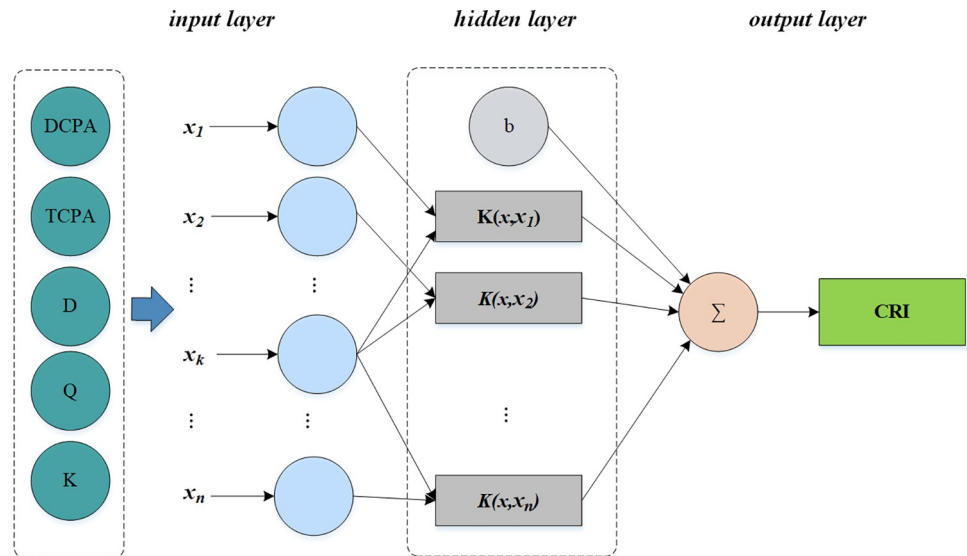 input layer
hidden layer
output layer
DCPA
TCPA
D
Q
K
x1
x2
⋮
⋮
xk
⋮
⋮
xn
b
K(x,x1)
K(x,x2)
⋮
K(x,xn)
∑
CRI